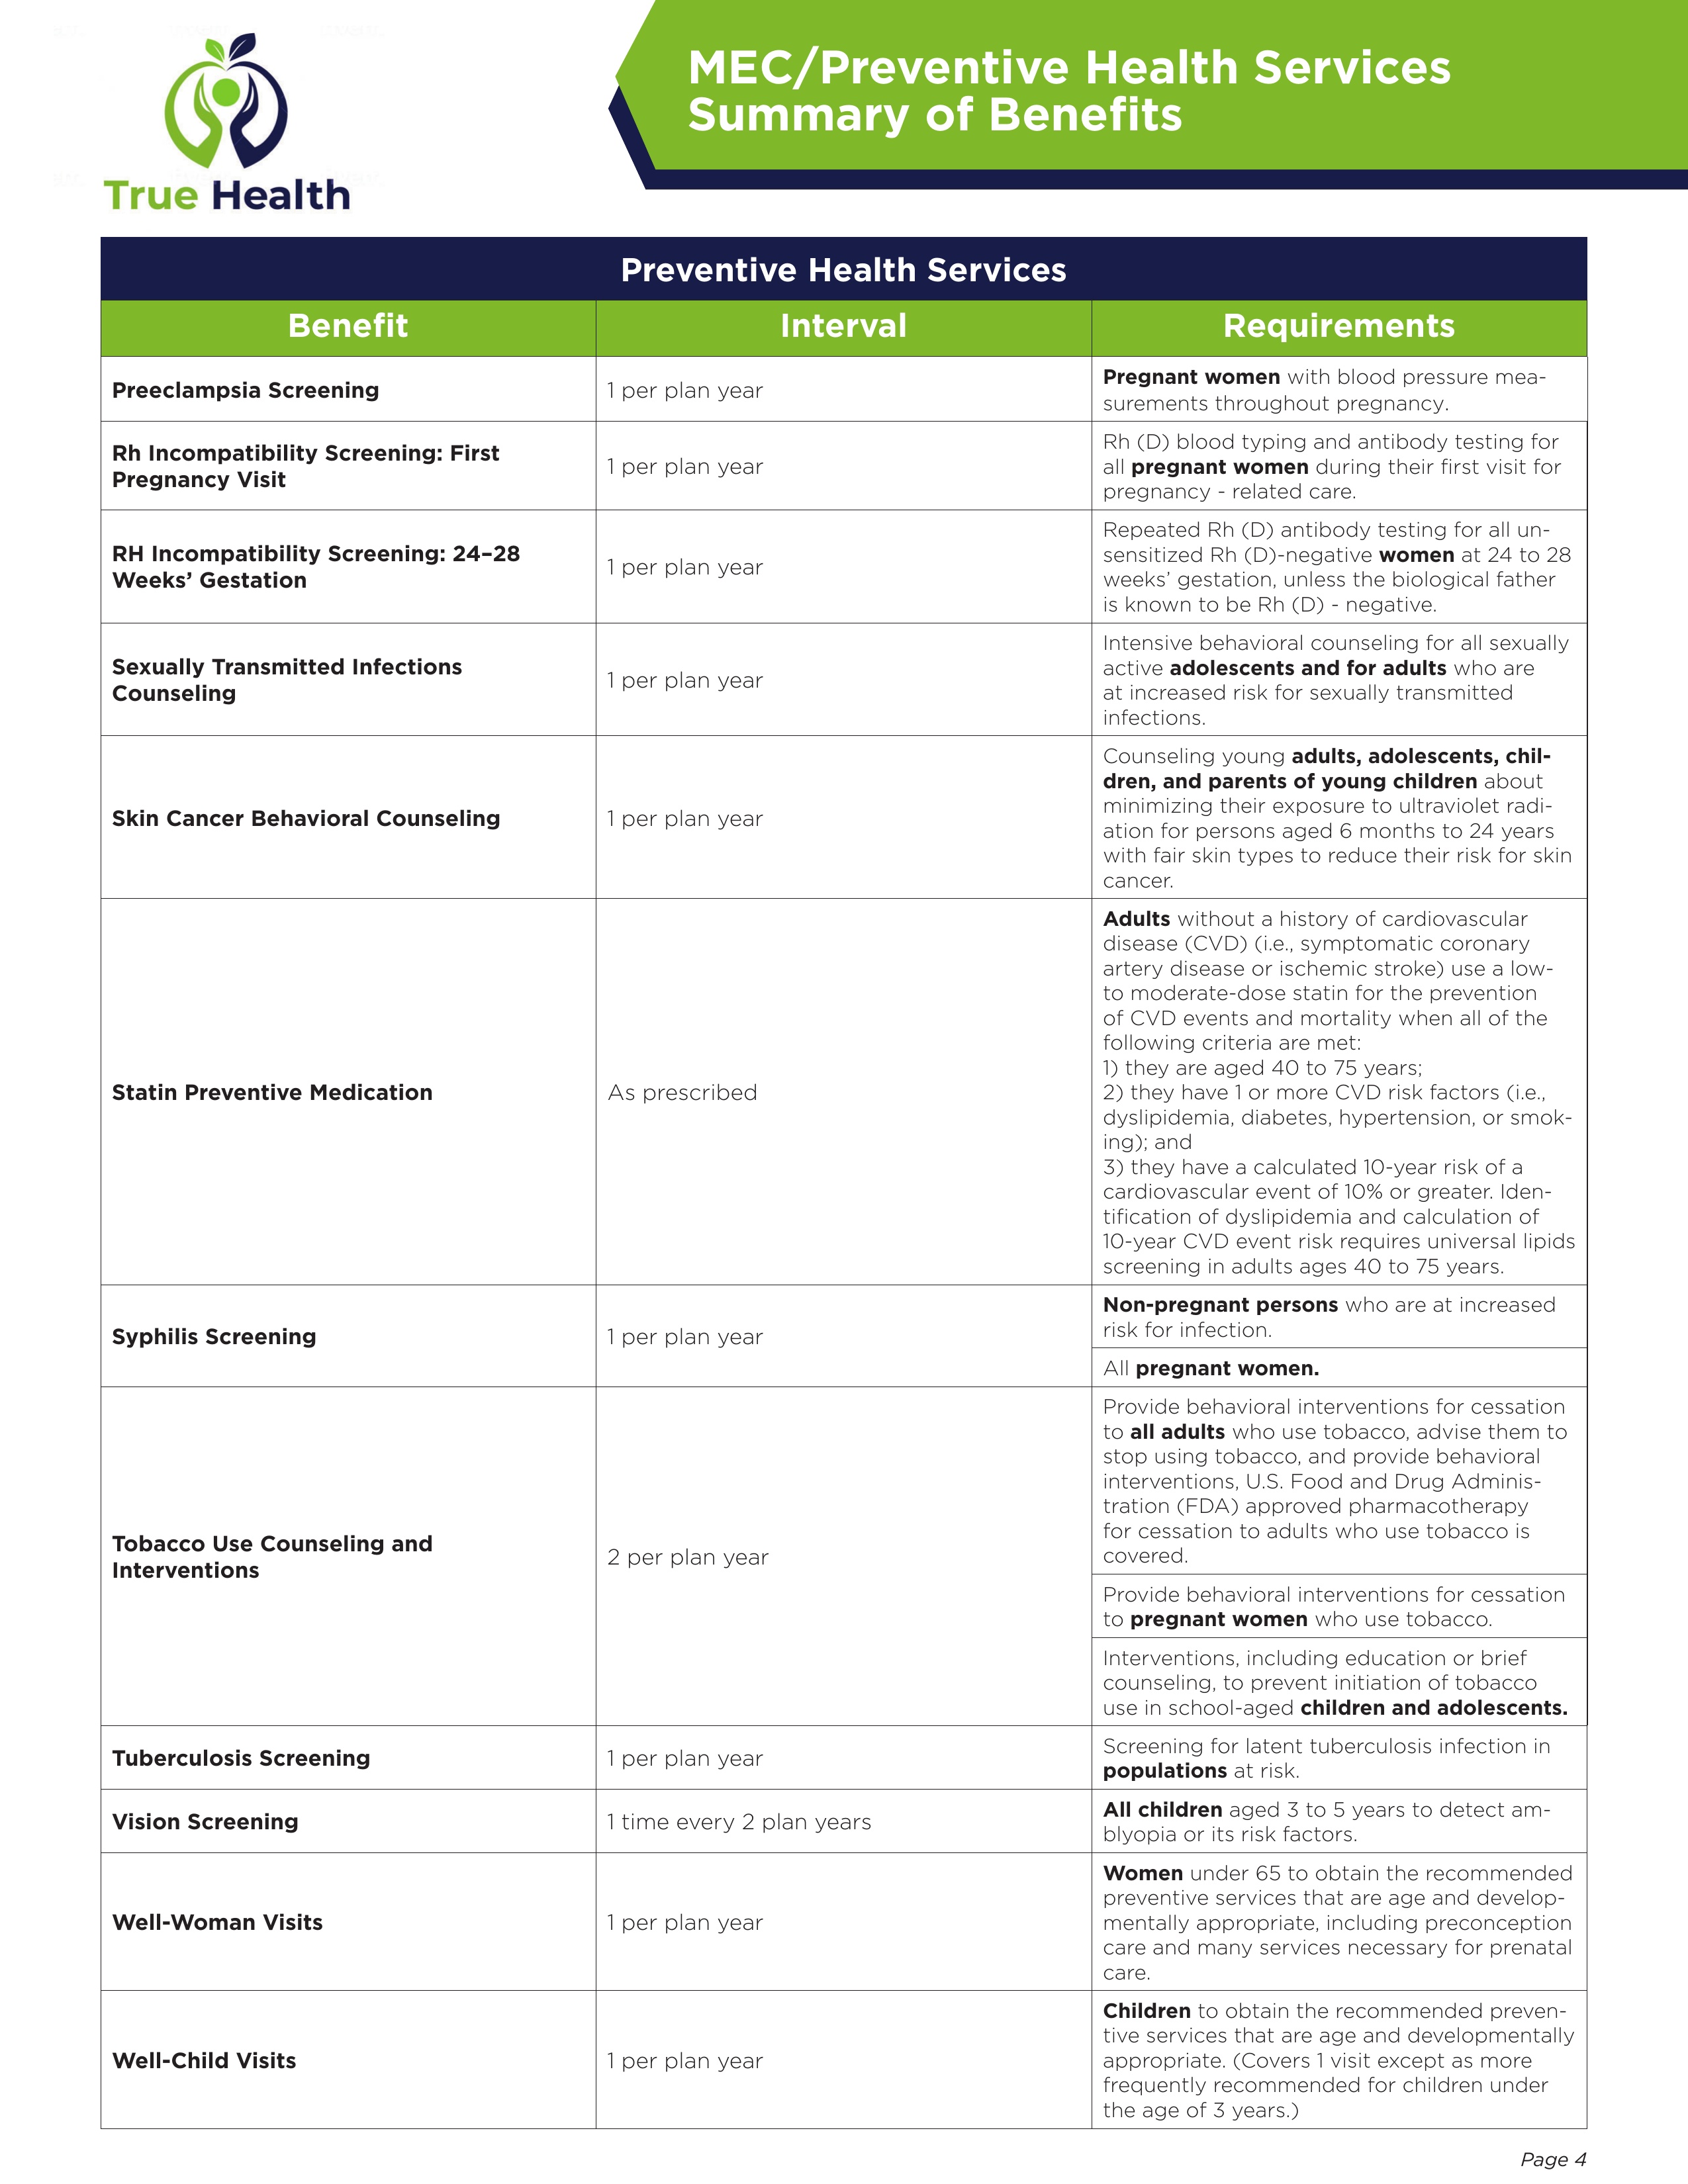 True Health
MEC/Preventive Health Services
Summary of Benefits
Preventive Health Services
Benefit
Interval
Requirements
Preeclampsia Screening
1 per plan year
Pregnant women with blood pressure mea-
surements throughout pregnancy.
Rh Incompatibility Screening: First
Pregnancy Visit
1 per plan year
Rh (D) blood typing and antibody testing for
all pregnant women during their first visit for
pregnancy - related care.
RH Incompatibility Screening: 24–28
Weeks’ Gestation
1 per plan year
Repeated Rh (D) antibody testing for all un-
sensitized Rh (D)-negative women at 24 to 28
weeks’ gestation, unless the biological father
is known to be Rh (D) - negative.
Sexually Transmitted Infections
Counseling
1 per plan year
Intensive behavioral counseling for all sexually
active adolescents and for adults who are
at increased risk for sexually transmitted
infections.
Skin Cancer Behavioral Counseling
1 per plan year
Counseling young adults, adolescents, chil-
dren, and parents of young children about
minimizing their exposure to ultraviolet radi-
ation for persons aged 6 months to 24 years
with fair skin types to reduce their risk for skin
cancer.
Statin Preventive Medication
As prescribed
Adults without a history of cardiovascular
disease (CVD) (i.e., symptomatic coronary
artery disease or ischemic stroke) use a low-
to moderate-dose statin for the prevention
of CVD events and mortality when all of the
following criteria are met:
1) they are aged 40 to 75 years;
2) they have 1 or more CVD risk factors (i.e.,
dyslipidemia, diabetes, hypertension, or smok-
ing); and
3) they have a calculated 10-year risk of a
cardiovascular event of 10% or greater. Iden-
tification of dyslipidemia and calculation of
10-year CVD event risk requires universal lipids
screening in adults ages 40 to 75 years.
Syphilis Screening
1 per plan year
Non-pregnant persons who are at increased
risk for infection.
All pregnant women.
Tobacco Use Counseling and
Interventions
2 per plan year
Provide behavioral interventions for cessation
to all adults who use tobacco, advise them to
stop using tobacco, and provide behavioral
interventions, U.S. Food and Drug Adminis-
tration (FDA) approved pharmacotherapy
for cessation to adults who use tobacco is
covered.
Provide behavioral interventions for cessation
to pregnant women who use tobacco.
Interventions, including education or brief
counseling, to prevent initiation of tobacco
use in school-aged children and adolescents.
Tuberculosis Screening
1 per plan year
Screening for latent tuberculosis infection in
populations at risk.
Vision Screening
1 time every 2 plan years
All children aged 3 to 5 years to detect am-
blyopia or its risk factors.
Well-Woman Visits
1 per plan year
Women under 65 to obtain the recommended
preventive services that are age and develop-
mentally appropriate, including preconception
care and many services necessary for prenatal
care.
Well-Child Visits
1 per plan year
Children to obtain the recommended preven-
tive services that are age and developmentally
appropriate. (Covers 1 visit except as more
frequently recommended for children under
the age of 3 years.)
Page 4